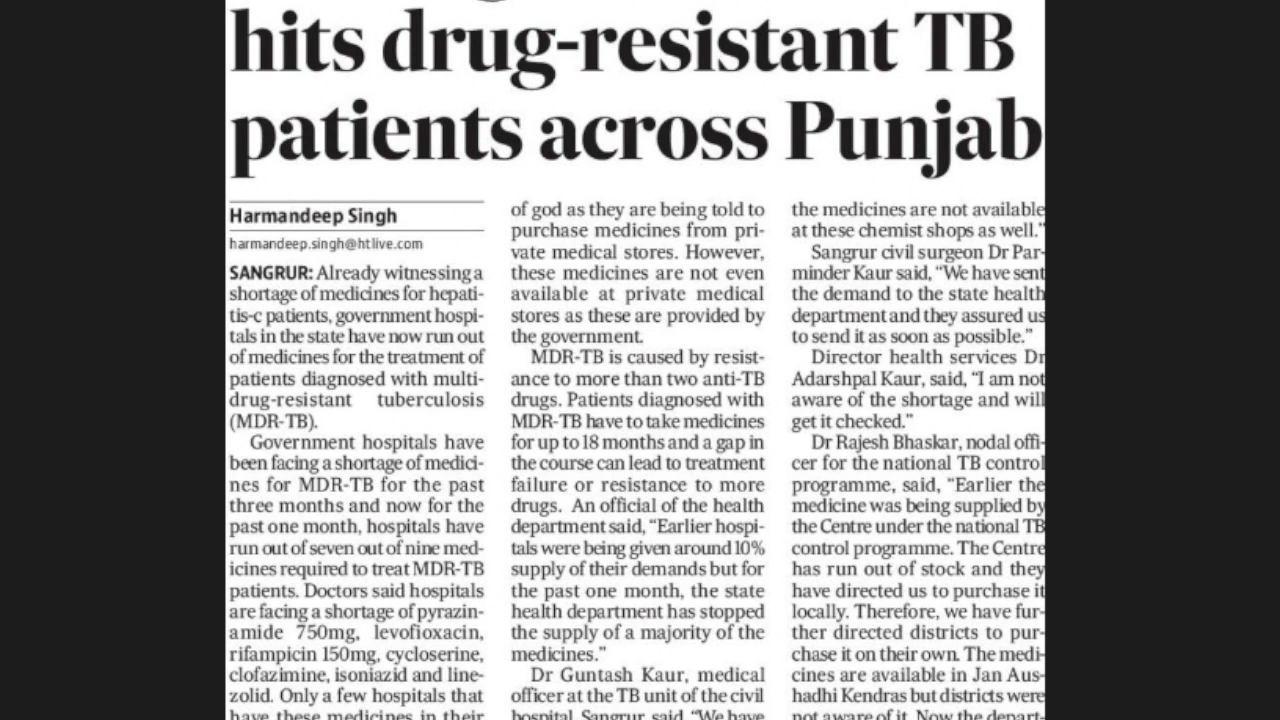 hits drug-resistant TB
patients across Punjab
Harmandeep Singh
harmandeep.singh@htlive.com
SANGRUR: Already witnessing a
shortage of medicines for hepati-
tis-c patients, government hospi-
tals in the state have now run out
of medicines for the treatment of
patients diagnosed with multi-
drug-resistant tuberculosis
(MDR-TB).
Government hospitals have
been facing a shortage of medici-
nes for MDR-TB for the past
three months and now for the
past one month, hospitals have
run out of seven out of nine med-
icines required to treat MDR-TB
patients. Doctors said hospitals
are facing a shortage of pyrazin-
amide 750mg, levofioxacin,
rifampicin 150mg, cycloserine,
clofazimine, isoniazid and line-
zolid. Only a few hospitals that
have these medicines in their
of god as they are being told to
purchase medicines from pri-
vate medical stores. However,
these medicines are not even
available at private medical
stores as these are provided by
the government.
MDR-TB is caused by resist-
ance to more than two anti-TB
drugs. Patients diagnosed with
MDR-TB have to take medicines
for up to 18 months and a gap in
the course can lead to treatment
failure or resistance to more
drugs. An official of the health
department said, “Earlier hospi-
tals were being given around 10%
supply of their demands but for
the past one month, the state
health department has stopped
the supply of a majority of the
medicines.”
Dr Guntash Kaur, medical
officer at the TB unit of the civil
hospital, Sangrur, said, “We have
the medicines are not available
at these chemist shops as well.”
Sangrur civil surgeon Dr Par-
minder Kaur said, “We have sent
the demand to the state health
department and they assured us
to send it as soon as possible.”
Director health services Dr
Adarshpal Kaur, said, “I am not
aware of the shortage and will
get it checked.”
Dr Rajesh Bhaskar, nodal offi-
cer for the national TB control
programme, said, “Earlier the
medicine was being supplied by
the Centre under the national TB
control programme. The Centre
has run out of stock and they
have directed us to purchase it
locally. Therefore, we have fur-
ther directed districts to pur-
chase it on their own. The medi-
cines are available in Jan Aus-
hadhi Kendras but districts were
not aware of it. Now the depart-